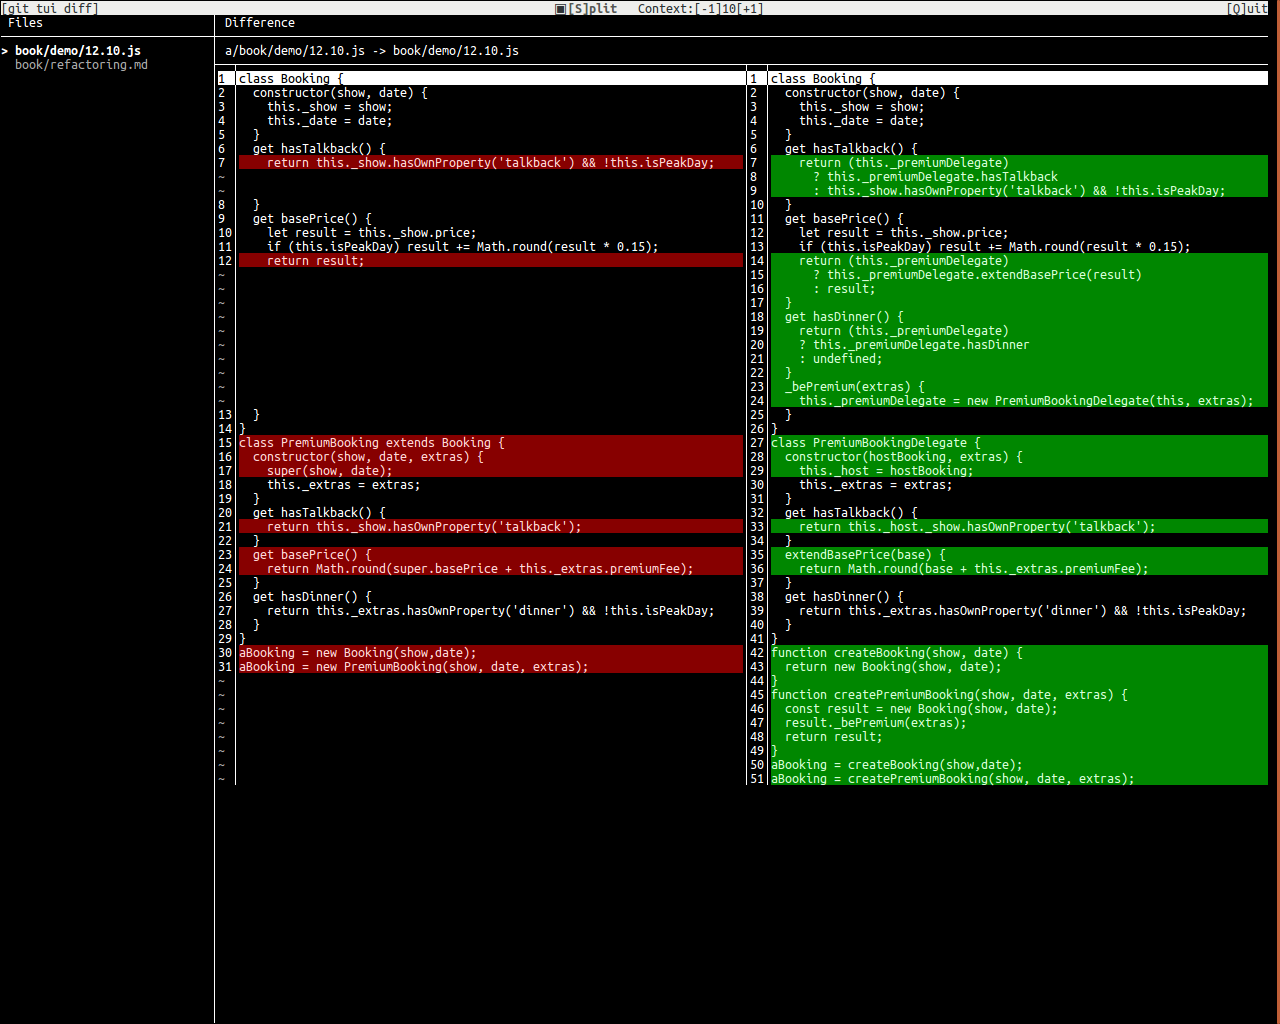 [git tui diff] ▣[S]plit Context:[-1]10[+1] [Q]uit
Files
> book/demo/12.10.js
book/refactoring.md
Difference
a/book/demo/12.10.js -> book/demo/12.10.js
1 class Booking {
2   constructor(show, date) {
3     this._show = show;
4     this._date = date;
5   }
6   get hasTalkback() {
7     return this._show.hasOwnProperty('talkback') && !this.isPeakDay;
~
~
8   }
9   get basePrice() {
10     let result = this._show.price;
11     if (this.isPeakDay) result += Math.round(result * 0.15);
12     return result;
~
~
~
~
~
~
~
~
~
~
13   }
14 }
15 class PremiumBooking extends Booking {
16   constructor(show, date, extras) {
17     super(show, date);
18     this._extras = extras;
19   }
20   get hasTalkback() {
21     return this._show.hasOwnProperty('talkback');
22   }
23   get basePrice() {
24     return Math.round(super.basePrice + this._extras.premiumFee);
25   }
26   get hasDinner() {
27     return this._extras.hasOwnProperty('dinner') && !this.isPeakDay;
28   }
29 }
30 aBooking = new Booking(show,date);
31 aBooking = new PremiumBooking(show, date, extras);
~
~
~
~
~
~
~
~
1 class Booking {
2   constructor(show, date) {
3     this._show = show;
4     this._date = date;
5   }
6   get hasTalkback() {
7     return (this._premiumDelegate)
8       ? this._premiumDelegate.hasTalkback
9       : this._show.hasOwnProperty('talkback') && !this.isPeakDay;
10   }
11   get basePrice() {
12     let result = this._show.price;
13     if (this.isPeakDay) result += Math.round(result * 0.15);
14     return (this._premiumDelegate)
15       ? this._premiumDelegate.extendBasePrice(result)
16       : result;
17   }
18   get hasDinner() {
19     return (this._premiumDelegate)
20     ? this._premiumDelegate.hasDinner
21     : undefined;
22   }
23   _bePremium(extras) {
24     this._premiumDelegate = new PremiumBookingDelegate(this, extras);
25   }
26 }
27 class PremiumBookingDelegate {
28   constructor(hostBooking, extras) {
29     this._host = hostBooking;
30     this._extras = extras;
31   }
32   get hasTalkback() {
33     return this._host._show.hasOwnProperty('talkback');
34   }
35   extendBasePrice(base) {
36     return Math.round(base + this._extras.premiumFee);
37   }
38   get hasDinner() {
39     return this._extras.hasOwnProperty('dinner') && !this.isPeakDay;
40   }
41 }
42 function createBooking(show, date) {
43   return new Booking(show, date);
44 }
45 function createPremiumBooking(show, date, extras) {
46   const result = new Booking(show, date);
47   result._bePremium(extras);
48   return result;
49 }
50 aBooking = createBooking(show,date);
51 aBooking = createPremiumBooking(show, date, extras);